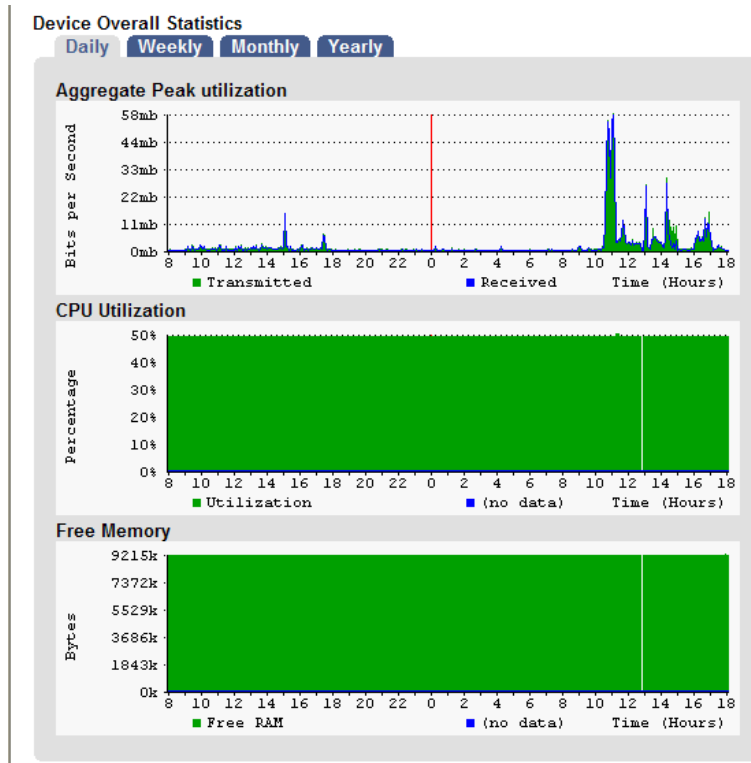 Device Overall Statistics
Daily Weekly Monthly Yearly
Aggregate Peak utilization
58mb
44mb
33mb
22mb
11mb
0mb
Bits per Second
8 10 12 14 16 18 20 22 0 2 4 6 8 10 12 14 16 18
Transmitted Received Time (Hours)
CPU Utilization
50%
40%
30%
20%
10%
0%
Percentage
8 10 12 14 16 18 20 22 0 2 4 6 8 10 12 14 16 18
Utilization (no data) Time (Hours)
Free Memory
9215k
7372k
5529k
3686k
1843k
0k
Bytes
8 10 12 14 16 18 20 22 0 2 4 6 8 10 12 14 16 18
Free RAM (no data) Time (Hours)